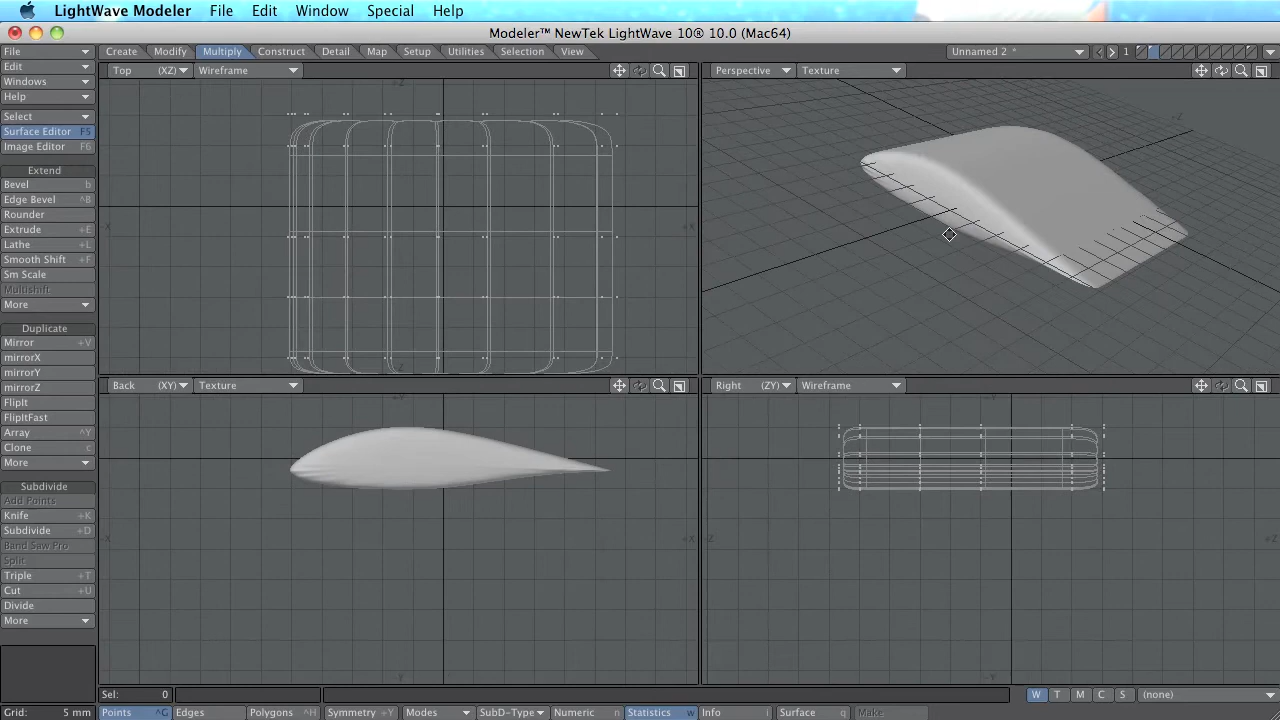 LightWave Modeler File Edit Window Special Help
Modeler™ NewTek LightWave 10® 10.0 (Mac64)
File
Create Modify Multiply Construct Detail Map Setup Utilities Selection View
Unnamed 2 * 1
Edit
Windows
Help
Select
Surface Editor F5
Image Editor F6
Extend
Bevel b
Edge Bevel ^B
Rounder
Extrude +E
Lathe +L
Smooth Shift +F
Sm Scale
Multishift
More
Duplicate
Mirror +V
mirrorX
mirrorY
mirrorZ
FlipIt
FlipItFast
Array ^Y
Clone c
More
Subdivide
Add Points
Knife +K
Subdivide +D
Band Saw Pro
Split
Triple +T
Cut +U
Divide
More
Top (XZ) Wireframe
Perspective Texture
Back (XY) Texture
Right (ZY) Wireframe
Sel: 0
W T M C S (none)
Grid: 5 mm
Points ^G Edges Polygons ^H Symmetry +Y Modes SubD-Type Numeric n Statistics w Info i Surface q Make